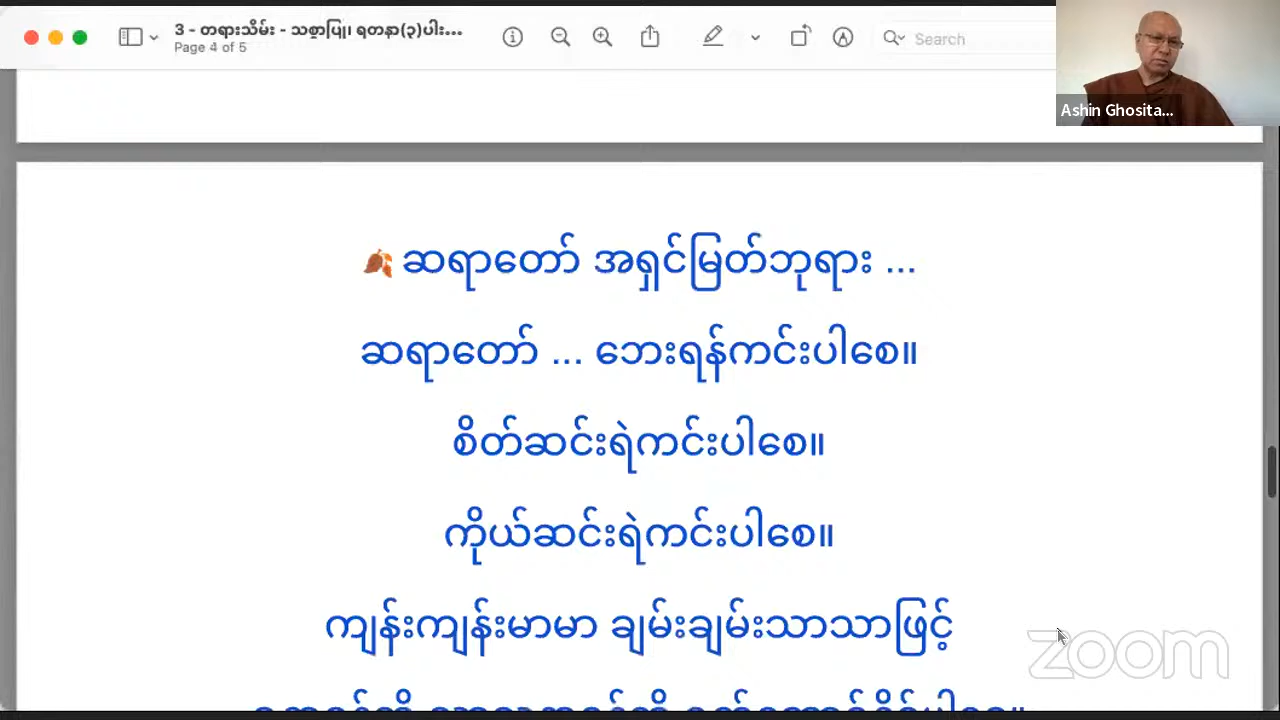 3 - တရားသိမ်း - သစ္စာပြု၊ ရတနာ(၃)ပါး...
Page 4 of 5
Search
Ashin Ghosita...
ဆရာတော် အရှင်မြတ်ဘုရား ...
ဆရာတော် ... ဘေးရန်ကင်းပါစေ။
စိတ်ဆင်းရဲကင်းပါစေ။
ကိုယ်ဆင်းရဲကင်းပါစေ။
ကျန်းကျန်းမာမာ ချမ်းချမ်းသာသာဖြင့်
zoom